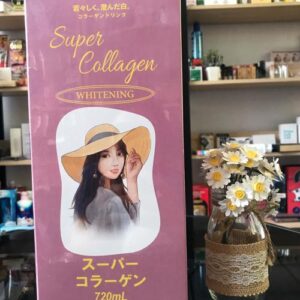 若々しく、澄んだ白。
コラーゲンドリンク
Super
Collagen
WHITENING
スーパー
コラーゲン
720mL